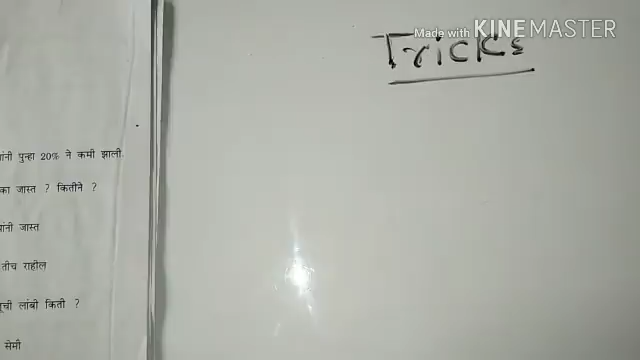 Made with KINEMASTER
Tricks
पुन्हा 20% ने कमी झाली.
का जास्त ? कितीने ?
जास्त
तीच राहील
लांबी किती ?
सेमी